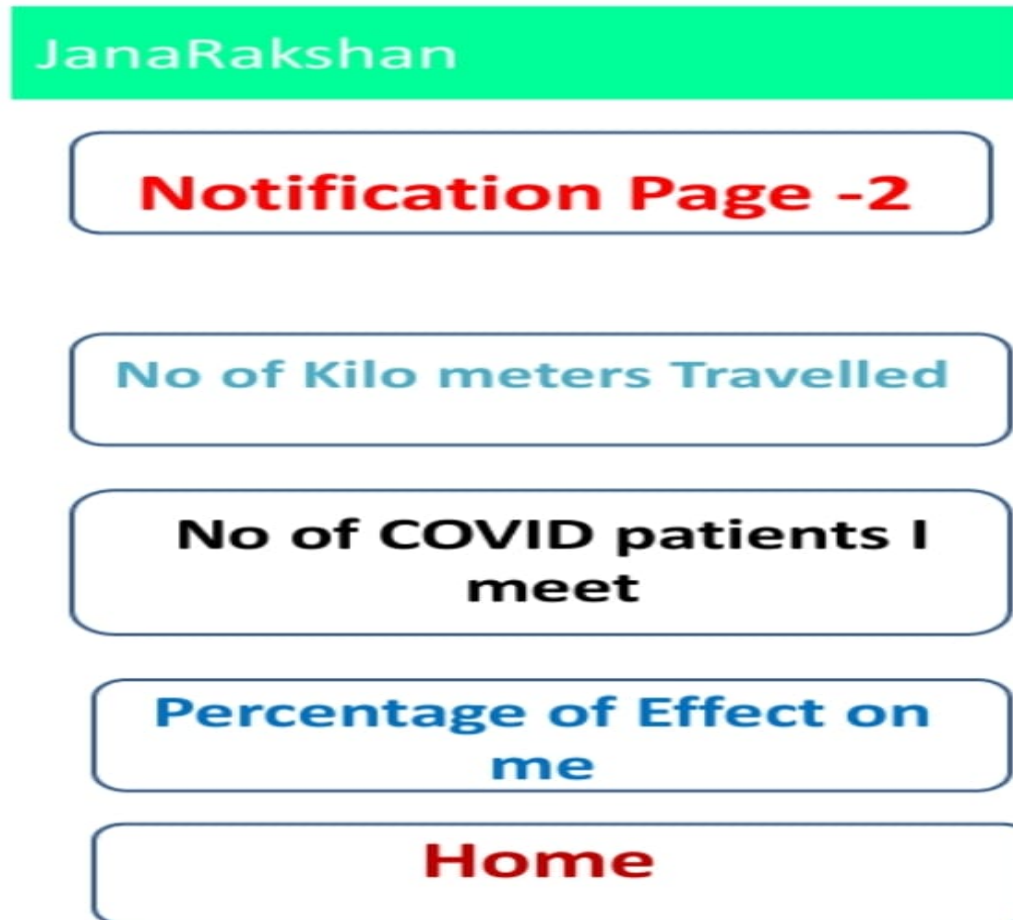 JanaRakshan
Notification Page -2
No of Kilo meters Travelled
No of COVID patients I
meet
Percentage of Effect on
me
Home